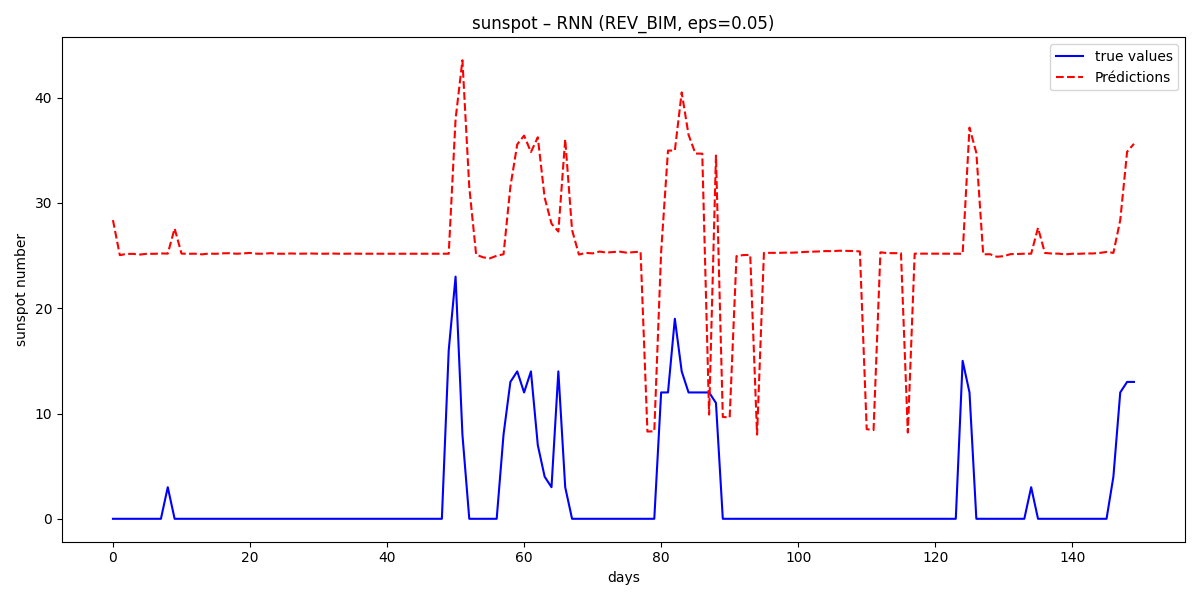 sunspot – RNN (REV_BIM, eps=0.05)
true values
Prédictions
sunspot number
40
30
20
10
0
0 20 40 60 80 100 120 140
days